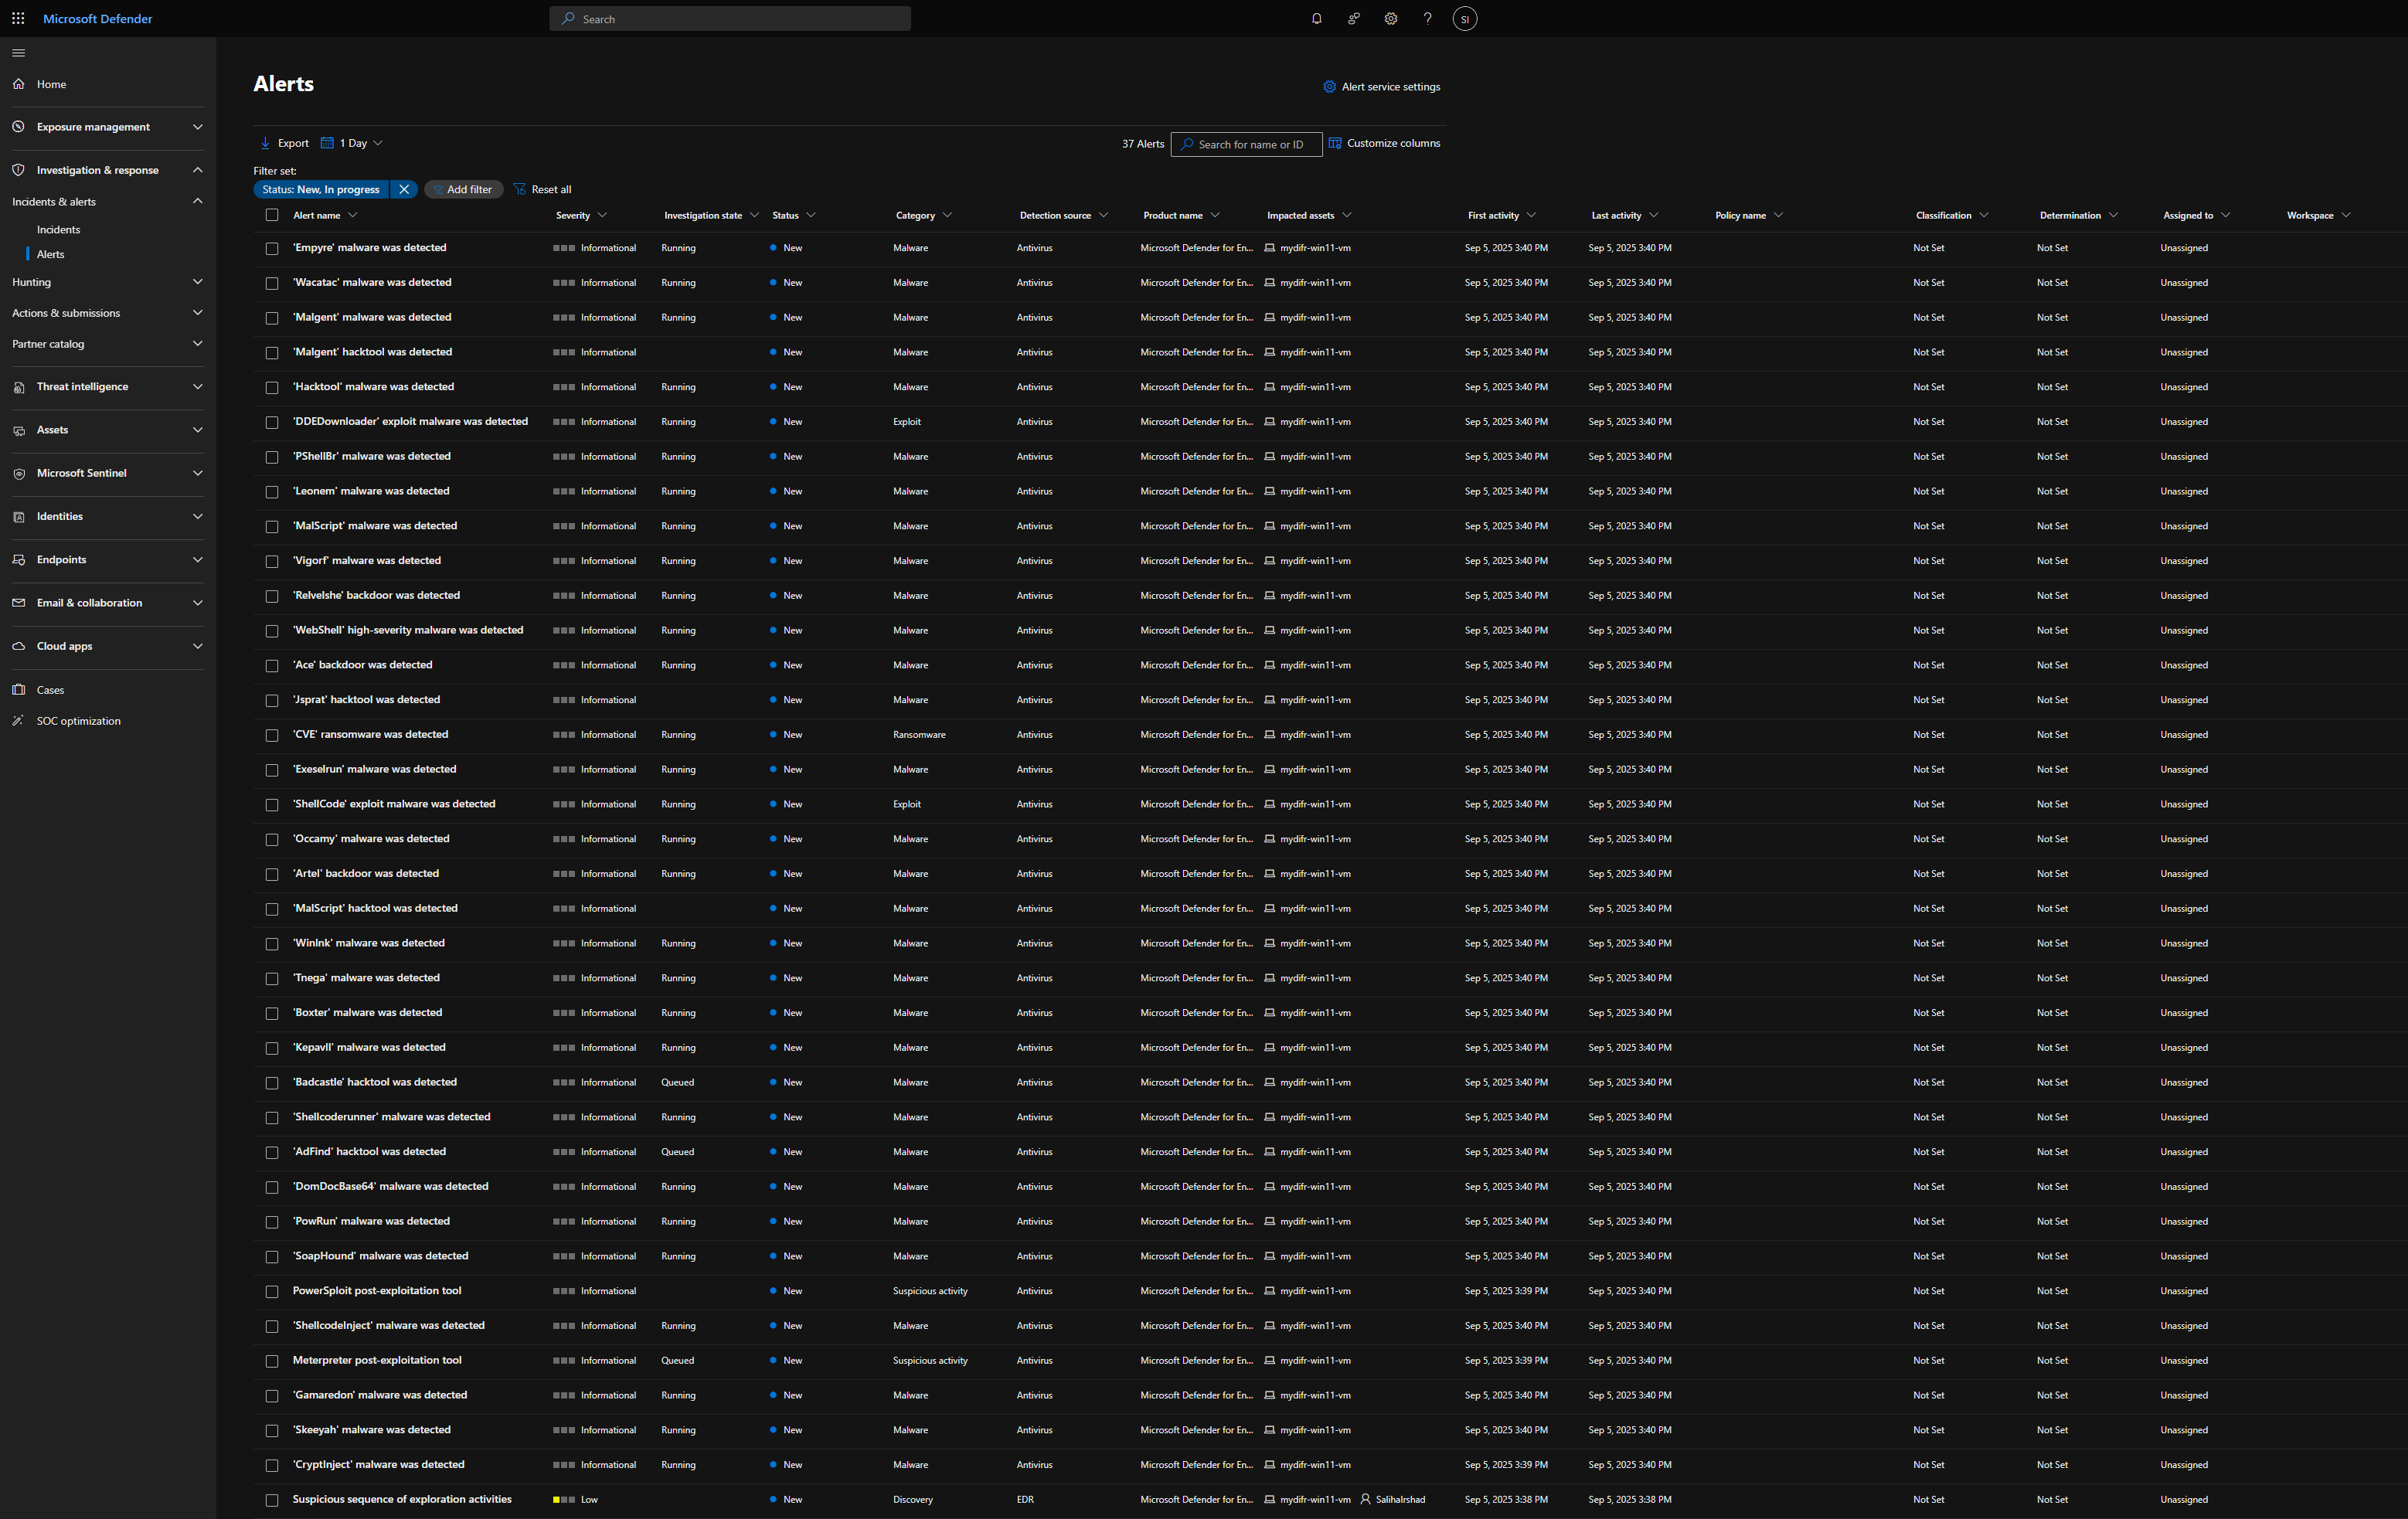 Microsoft Defender
Search
SI
Home
Exposure management
Investigation & response
Incidents & alerts
Incidents
Alerts
Hunting
Actions & submissions
Partner catalog
Threat intelligence
Assets
Microsoft Sentinel
Identities
Endpoints
Email & collaboration
Cloud apps
Cases
SOC optimization
Alerts
Alert service settings
Export 1 Day 37 Alerts Search for name or ID Customize columns
Filter set:
Status: New, In progress Add filter Reset all
Alert name Severity Investigation state Status Category Detection source Product name Impacted assets First activity Last activity Policy name Classification Determination Assigned to Workspace
'Empyre' malware was detected Informational Running New Malware Antivirus Microsoft Defender for En... mydifr-win11-vm Sep 5, 2025 3:40 PM Sep 5, 2025 3:40 PM Not Set Not Set Unassigned
'Wacatac' malware was detected Informational Running New Malware Antivirus Microsoft Defender for En... mydifr-win11-vm Sep 5, 2025 3:40 PM Sep 5, 2025 3:40 PM Not Set Not Set Unassigned
'Malgent' malware was detected Informational Running New Malware Antivirus Microsoft Defender for En... mydifr-win11-vm Sep 5, 2025 3:40 PM Sep 5, 2025 3:40 PM Not Set Not Set Unassigned
'Malgent' hacktool was detected Informational New Malware Antivirus Microsoft Defender for En... mydifr-win11-vm Sep 5, 2025 3:40 PM Sep 5, 2025 3:40 PM Not Set Not Set Unassigned
'Hacktool' malware was detected Informational Running New Malware Antivirus Microsoft Defender for En... mydifr-win11-vm Sep 5, 2025 3:40 PM Sep 5, 2025 3:40 PM Not Set Not Set Unassigned
'DDEDownloader' exploit malware was detected Informational Running New Exploit Antivirus Microsoft Defender for En... mydifr-win11-vm Sep 5, 2025 3:40 PM Sep 5, 2025 3:40 PM Not Set Not Set Unassigned
'PShellBr' malware was detected Informational Running New Malware Antivirus Microsoft Defender for En... mydifr-win11-vm Sep 5, 2025 3:40 PM Sep 5, 2025 3:40 PM Not Set Not Set Unassigned
'Leonem' malware was detected Informational Running New Malware Antivirus Microsoft Defender for En... mydifr-win11-vm Sep 5, 2025 3:40 PM Sep 5, 2025 3:40 PM Not Set Not Set Unassigned
'MalScript' malware was detected Informational Running New Malware Antivirus Microsoft Defender for En... mydifr-win11-vm Sep 5, 2025 3:40 PM Sep 5, 2025 3:40 PM Not Set Not Set Unassigned
'Vigorf' malware was detected Informational Running New Malware Antivirus Microsoft Defender for En... mydifr-win11-vm Sep 5, 2025 3:40 PM Sep 5, 2025 3:40 PM Not Set Not Set Unassigned
'Relvelshe' backdoor was detected Informational Running New Malware Antivirus Microsoft Defender for En... mydifr-win11-vm Sep 5, 2025 3:40 PM Sep 5, 2025 3:40 PM Not Set Not Set Unassigned
'WebShell' high-severity malware was detected Informational Running New Malware Antivirus Microsoft Defender for En... mydifr-win11-vm Sep 5, 2025 3:40 PM Sep 5, 2025 3:40 PM Not Set Not Set Unassigned
'Ace' backdoor was detected Informational Running New Malware Antivirus Microsoft Defender for En... mydifr-win11-vm Sep 5, 2025 3:40 PM Sep 5, 2025 3:40 PM Not Set Not Set Unassigned
'Jsprat' hacktool was detected Informational New Malware Antivirus Microsoft Defender for En... mydifr-win11-vm Sep 5, 2025 3:40 PM Sep 5, 2025 3:40 PM Not Set Not Set Unassigned
'CVE' ransomware was detected Informational Running New Ransomware Antivirus Microsoft Defender for En... mydifr-win11-vm Sep 5, 2025 3:40 PM Sep 5, 2025 3:40 PM Not Set Not Set Unassigned
'Exeselrun' malware was detected Informational Running New Malware Antivirus Microsoft Defender for En... mydifr-win11-vm Sep 5, 2025 3:40 PM Sep 5, 2025 3:40 PM Not Set Not Set Unassigned
'ShellCode' exploit malware was detected Informational Running New Exploit Antivirus Microsoft Defender for En... mydifr-win11-vm Sep 5, 2025 3:40 PM Sep 5, 2025 3:40 PM Not Set Not Set Unassigned
'Occamy' malware was detected Informational Running New Malware Antivirus Microsoft Defender for En... mydifr-win11-vm Sep 5, 2025 3:40 PM Sep 5, 2025 3:40 PM Not Set Not Set Unassigned
'Artel' backdoor was detected Informational Running New Malware Antivirus Microsoft Defender for En... mydifr-win11-vm Sep 5, 2025 3:40 PM Sep 5, 2025 3:40 PM Not Set Not Set Unassigned
'MalScript' hacktool was detected Informational New Malware Antivirus Microsoft Defender for En... mydifr-win11-vm Sep 5, 2025 3:40 PM Sep 5, 2025 3:40 PM Not Set Not Set Unassigned
'Winlnk' malware was detected Informational Running New Malware Antivirus Microsoft Defender for En... mydifr-win11-vm Sep 5, 2025 3:40 PM Sep 5, 2025 3:40 PM Not Set Not Set Unassigned
'Tnega' malware was detected Informational Running New Malware Antivirus Microsoft Defender for En... mydifr-win11-vm Sep 5, 2025 3:40 PM Sep 5, 2025 3:40 PM Not Set Not Set Unassigned
'Boxter' malware was detected Informational Running New Malware Antivirus Microsoft Defender for En... mydifr-win11-vm Sep 5, 2025 3:40 PM Sep 5, 2025 3:40 PM Not Set Not Set Unassigned
'Kepavll' malware was detected Informational Running New Malware Antivirus Microsoft Defender for En... mydifr-win11-vm Sep 5, 2025 3:40 PM Sep 5, 2025 3:40 PM Not Set Not Set Unassigned
'Badcastle' hacktool was detected Informational Queued New Malware Antivirus Microsoft Defender for En... mydifr-win11-vm Sep 5, 2025 3:40 PM Sep 5, 2025 3:40 PM Not Set Not Set Unassigned
'Shellcoderunner' malware was detected Informational Running New Malware Antivirus Microsoft Defender for En... mydifr-win11-vm Sep 5, 2025 3:40 PM Sep 5, 2025 3:40 PM Not Set Not Set Unassigned
'AdFind' hacktool was detected Informational Queued New Malware Antivirus Microsoft Defender for En... mydifr-win11-vm Sep 5, 2025 3:40 PM Sep 5, 2025 3:40 PM Not Set Not Set Unassigned
'DomDocBase64' malware was detected Informational Running New Malware Antivirus Microsoft Defender for En... mydifr-win11-vm Sep 5, 2025 3:40 PM Sep 5, 2025 3:40 PM Not Set Not Set Unassigned
'PowRun' malware was detected Informational Running New Malware Antivirus Microsoft Defender for En... mydifr-win11-vm Sep 5, 2025 3:40 PM Sep 5, 2025 3:40 PM Not Set Not Set Unassigned
'SoapHound' malware was detected Informational Running New Malware Antivirus Microsoft Defender for En... mydifr-win11-vm Sep 5, 2025 3:40 PM Sep 5, 2025 3:40 PM Not Set Not Set Unassigned
PowerSploit post-exploitation tool Informational New Suspicious activity Antivirus Microsoft Defender for En... mydifr-win11-vm Sep 5, 2025 3:39 PM Sep 5, 2025 3:40 PM Not Set Not Set Unassigned
'ShellcodeInject' malware was detected Informational Running New Malware Antivirus Microsoft Defender for En... mydifr-win11-vm Sep 5, 2025 3:40 PM Sep 5, 2025 3:40 PM Not Set Not Set Unassigned
Meterpreter post-exploitation tool Informational Queued New Suspicious activity Antivirus Microsoft Defender for En... mydifr-win11-vm Sep 5, 2025 3:39 PM Sep 5, 2025 3:40 PM Not Set Not Set Unassigned
'Gamaredon' malware was detected Informational Running New Malware Antivirus Microsoft Defender for En... mydifr-win11-vm Sep 5, 2025 3:40 PM Sep 5, 2025 3:40 PM Not Set Not Set Unassigned
'Skeeyah' malware was detected Informational Running New Malware Antivirus Microsoft Defender for En... mydifr-win11-vm Sep 5, 2025 3:40 PM Sep 5, 2025 3:40 PM Not Set Not Set Unassigned
'CryptInject' malware was detected Informational Running New Malware Antivirus Microsoft Defender for En... mydifr-win11-vm Sep 5, 2025 3:39 PM Sep 5, 2025 3:40 PM Not Set Not Set Unassigned
Suspicious sequence of exploration activities Low New Discovery EDR Microsoft Defender for En... mydifr-win11-vm SalihaIrshad Sep 5, 2025 3:38 PM Sep 5, 2025 3:38 PM Not Set Not Set Unassigned